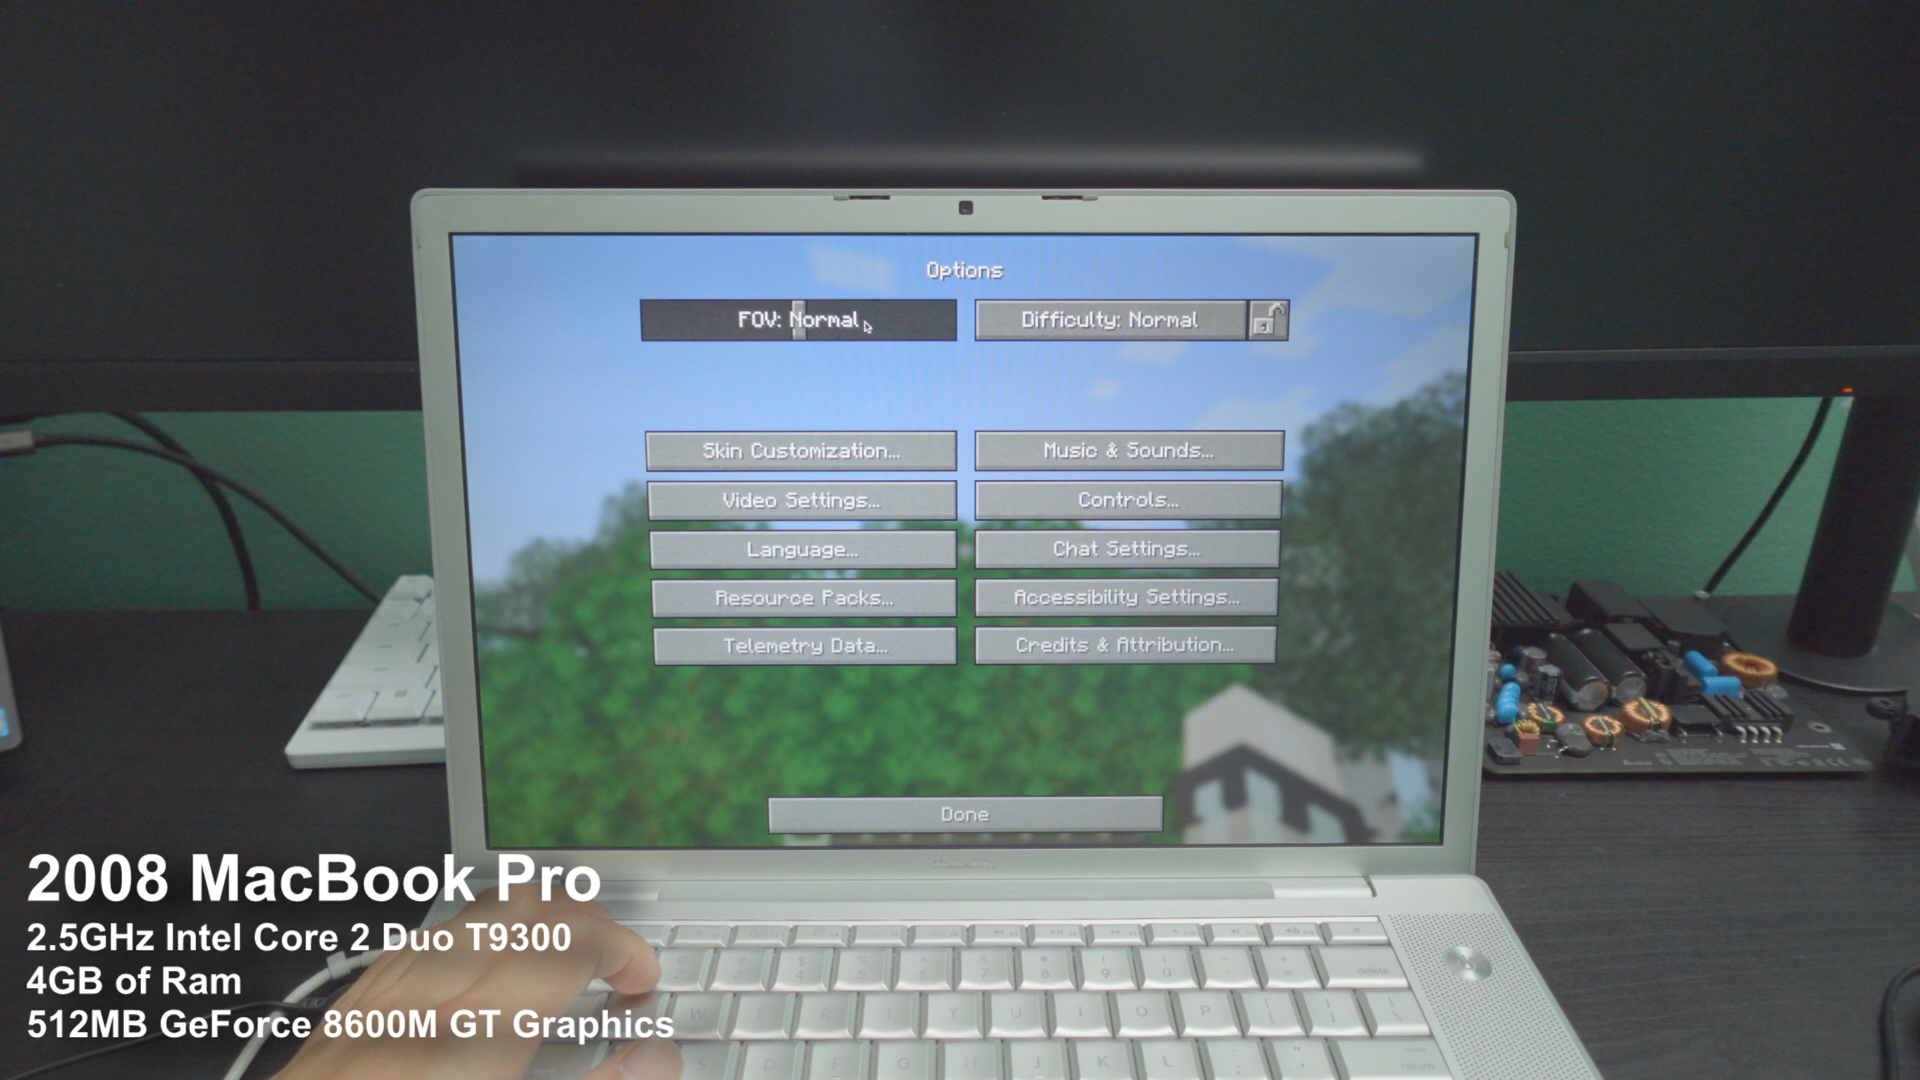 Options
FOV: Normal
Difficulty: Normal
Skin Customization...
Music & Sounds...
Video Settings...
Controls...
Language...
Chat Settings...
Resource Packs...
Accessibility Settings...
Telemetry Data...
Credits & Attribution...
Done
2008 MacBook Pro
2.5GHz Intel Core 2 Duo T9300
4GB of Ram
512MB GeForce 8600M GT Graphics
delete
W E R T Y U I O P
return
S D F G H J K L